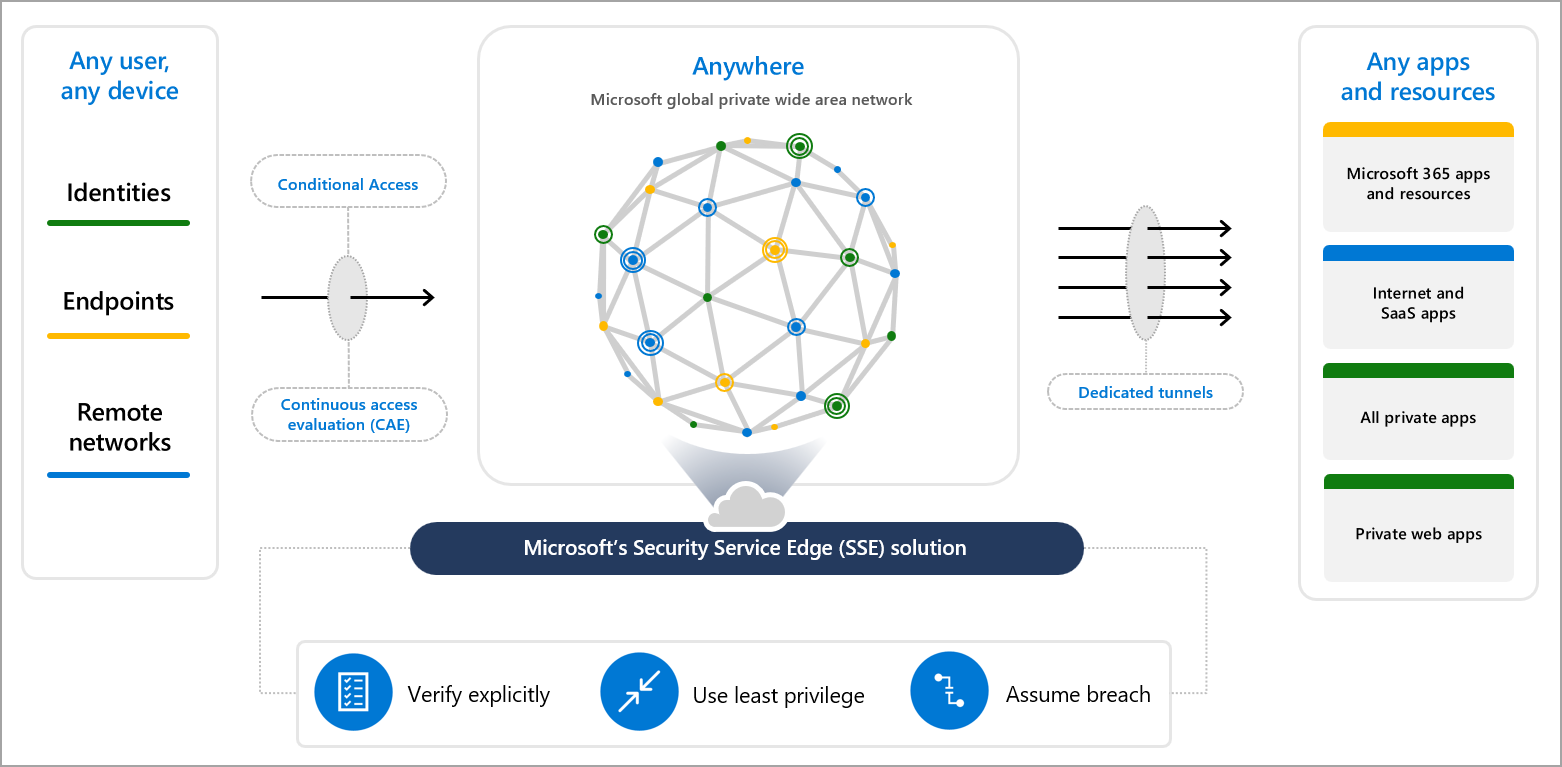 Any user,
any device
Identities
Endpoints
Remote
networks
Conditional Access
Continuous access
evaluation (CAE)
Anywhere
Microsoft global private wide area network
Dedicated tunnels
Any apps
and resources
Microsoft 365 apps
and resources
Internet and
SaaS apps
All private apps
Private web apps
Microsoft’s Security Service Edge (SSE) solution
Verify explicitly
Use least privilege
Assume breach